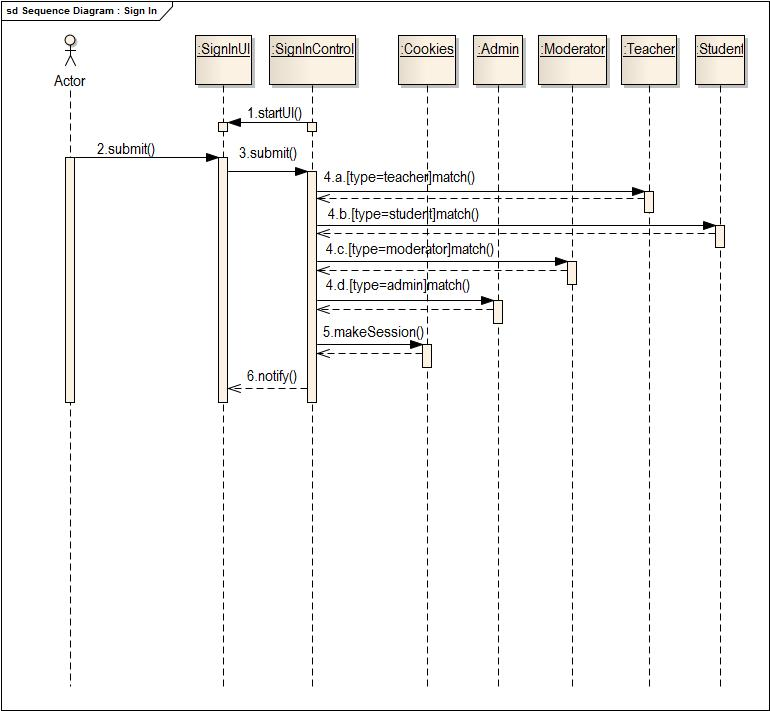 sd Sequence Diagram : Sign In
Actor
:SignInUI
:SignInControl
:Cookies
:Admin
:Moderator
:Teacher
:Student
1.startUI()
2.submit()
3.submit()
4.a.[type=teacher]match()
4.b.[type=student]match()
4.c.[type=moderator]match()
4.d.[type=admin]match()
5.makeSession()
6.notify()